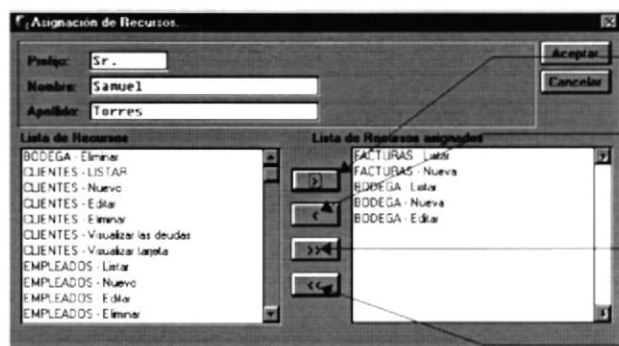 Asignación de Recursos...
Prefijo: Sr.
Nombre: Samuel
Apellido: Torres
Aceptar
Cancelar
Lista de Recursos
BODEGA - Eliminar
CLIENTES - LISTAR
CLIENTES - Nuevo
CLIENTES - Editar
CLIENTES - Eliminar
CLIENTES - Visualizar las deudas
CLIENTES - Visualizar tarjeta
EMPLEADOS - Listar
EMPLEADOS - Nuevo
EMPLEADOS - Editar
EMPLEADOS - Eliminar
>
<
>>
<<
Lista de Recursos asignados
FACTURAS - Listar
FACTURAS - Nueva
BODEGA - Listar
BODEGA - Nueva
BODEGA - Editar